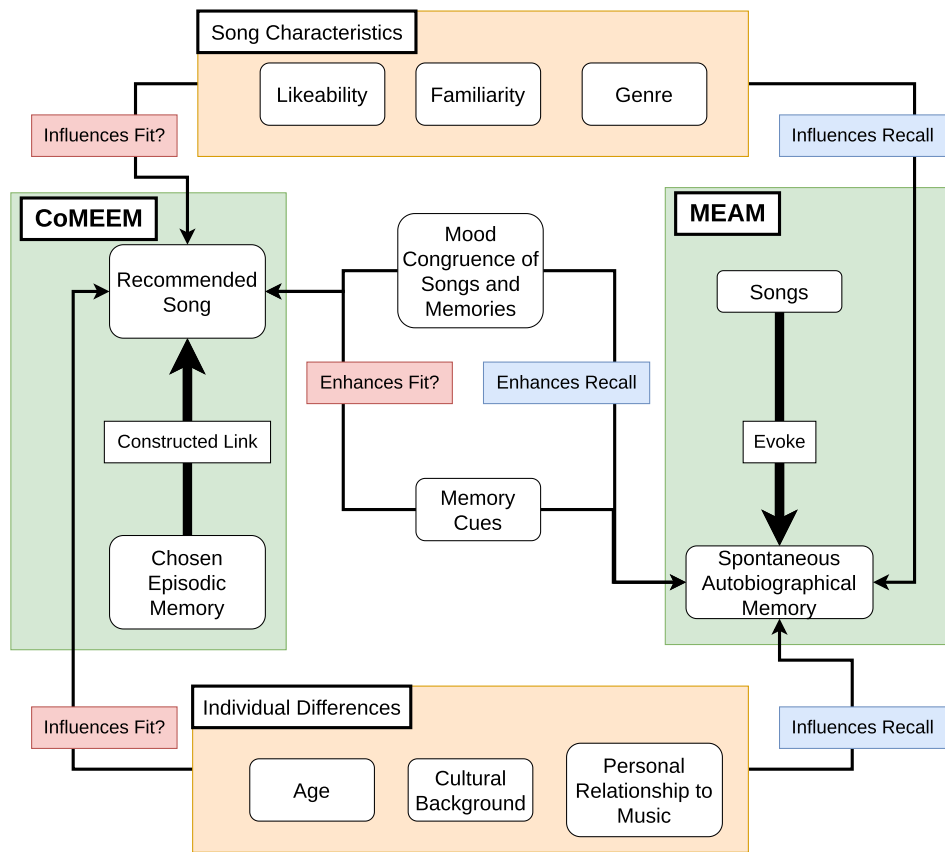 Song Characteristics
Likeability
Familiarity
Genre
Influences Fit?
Influences Recall
CoMEEM
MEAM
Recommended
Song
Mood
Congruence of
Songs and
Memories
Songs
Enhances Fit?
Enhances Recall
Constructed Link
Evoke
Memory
Cues
Chosen
Episodic
Memory
Spontaneous
Autobiographical
Memory
Individual Differences
Influences Fit?
Influences Recall
Age
Cultural
Background
Personal
Relationship to
Music